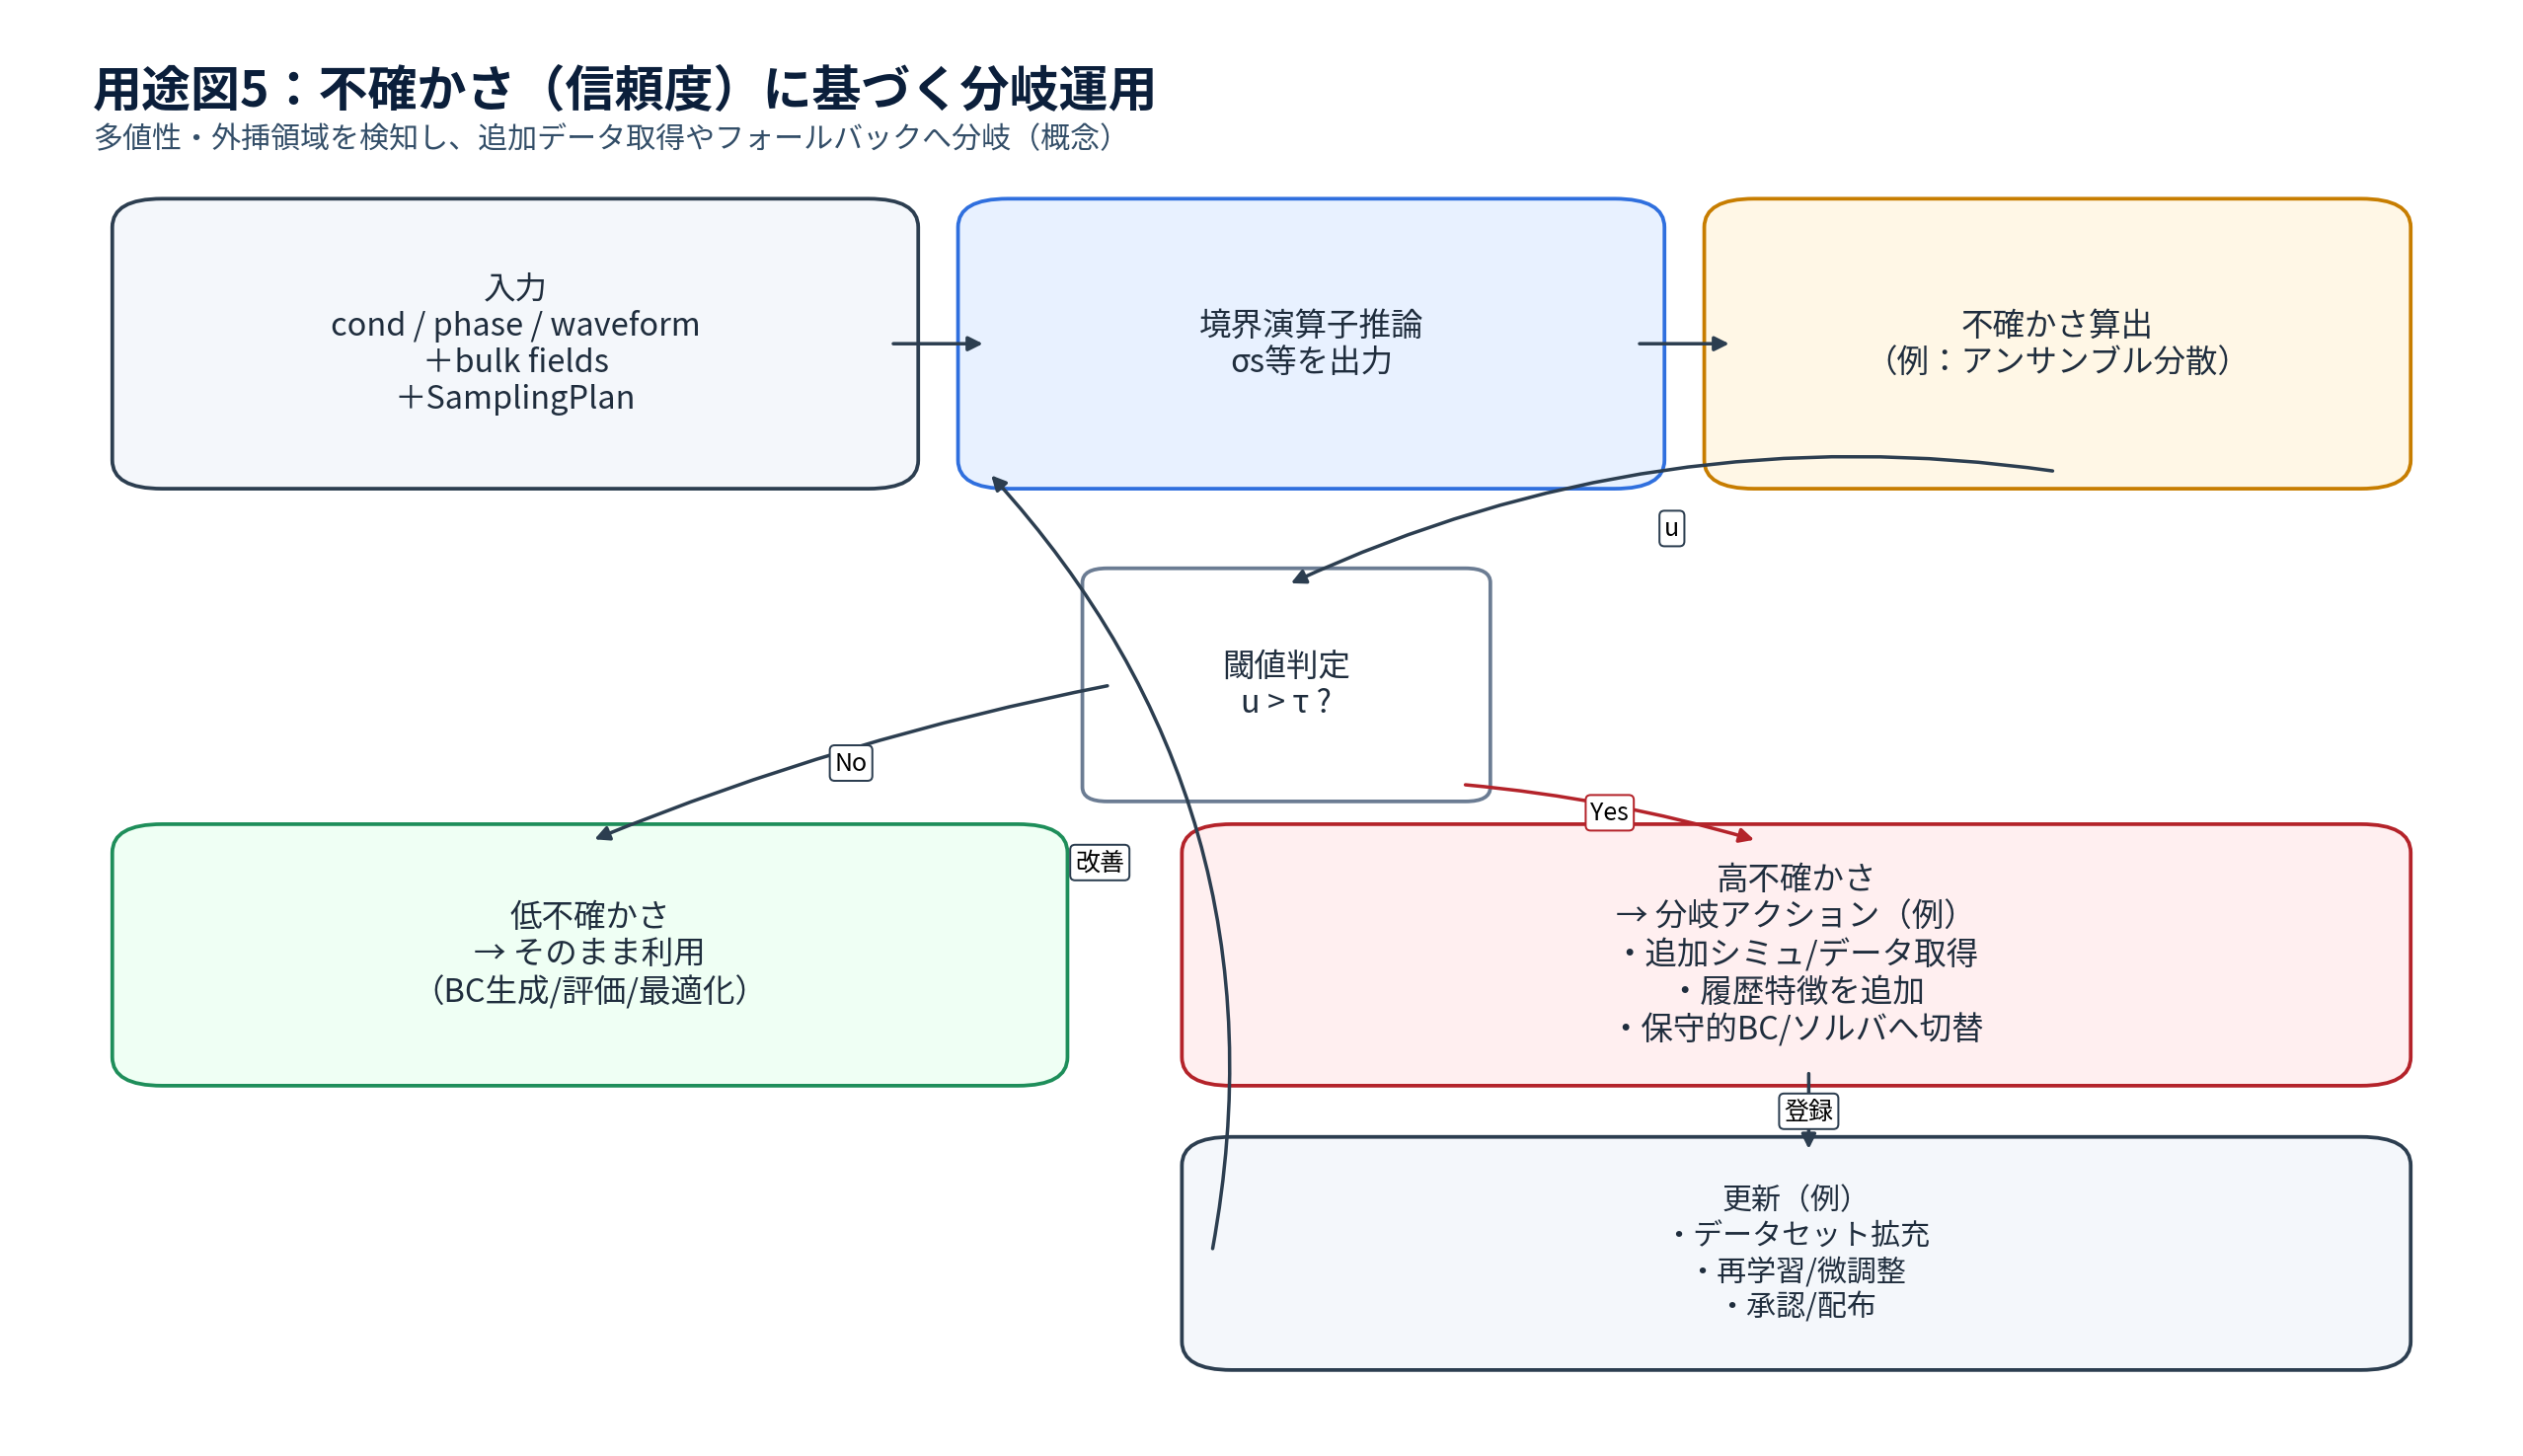 用途図5：不確かさ（信頼度）に基づく分岐運用
多値性・外挿領域を検知し、追加データ取得やフォールバックへ分岐（概念）
入力
cond / phase / waveform
＋bulk fields
＋SamplingPlan
境界演算子推論
σs等を出力
不確かさ算出
（例：アンサンブル分散）
u
閾値判定
u > τ ?
No
Yes
改善
低不確かさ
→ そのまま利用
（BC生成/評価/最適化）
高不確かさ
→ 分岐アクション（例）
・追加シミュ/データ取得
・履歴特徴を追加
・保守的BC/ソルバへ切替
登録
更新（例）
・データセット拡充
・再学習/微調整
・承認/配布